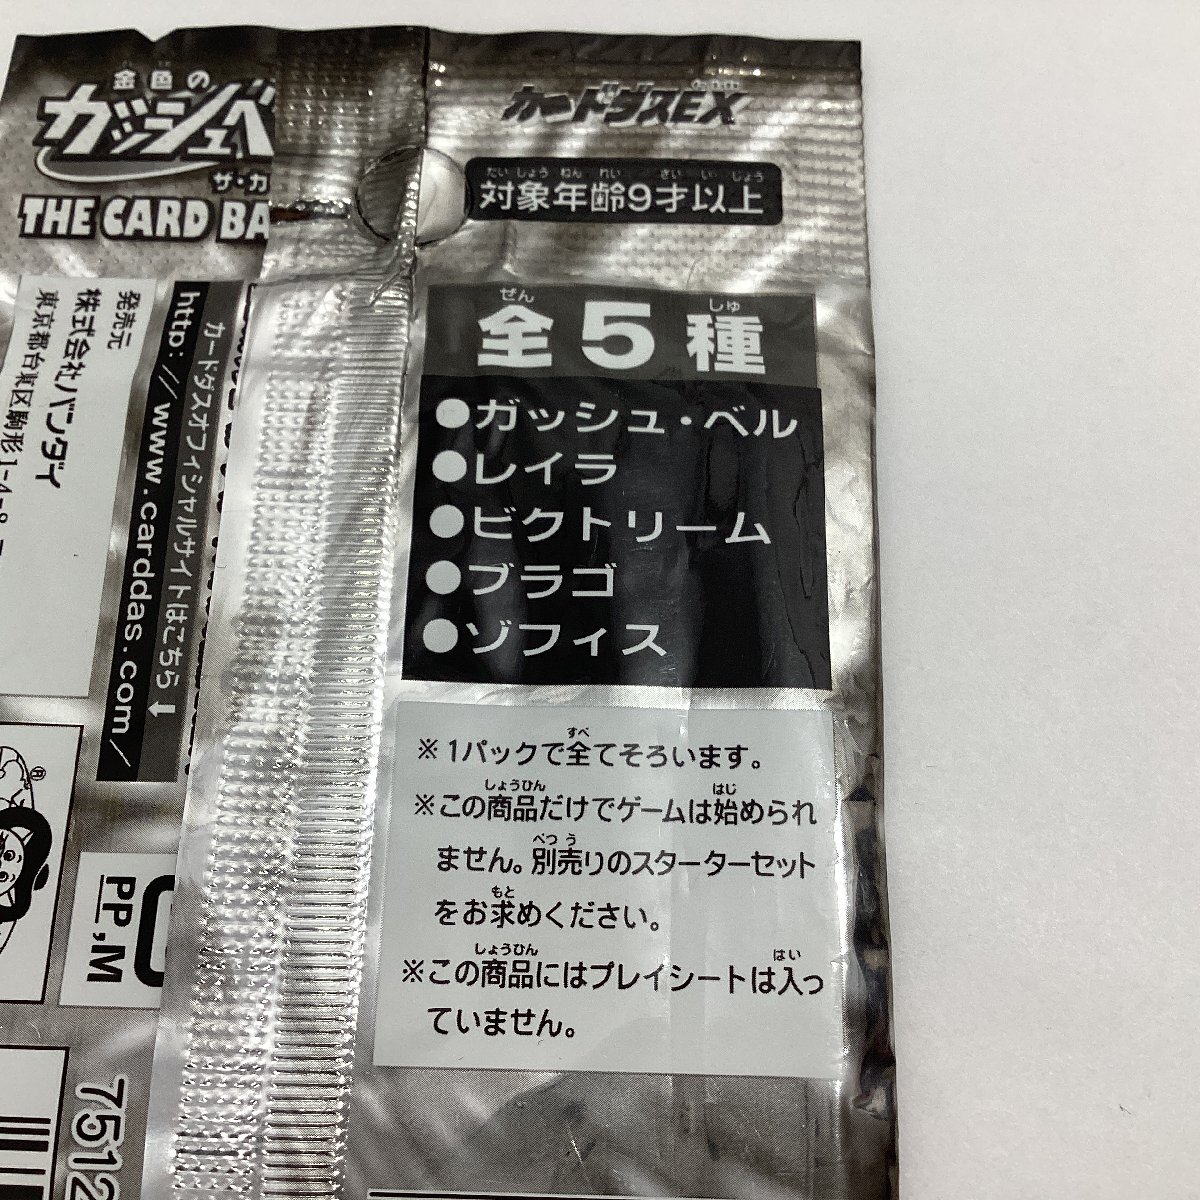 金色の
ガッシュベ
ザ・カ
THE CARD BA
カードダスEX
たいしょうねんれい さいいじょう
対象年齢9才以上
ぜん しゅ
全5種
●ガッシュ・ベル
●レイラ
●ビクトリーム
●ブラゴ
●ゾフィス
すべ
※1パックで全てそろいます。
しょうひん はじ
※この商品だけでゲームは始められ
べつ う
ません。別売りのスターターセット
もと
をお求めください。
しょうひん はい
※この商品にはプレイシートは入っ
ていません。
カードダスオフィシャルサイトはこちら⬇
http://www.carddas.com/
発売元
株式会社バンダイ
東京都台東区駒形1-4-
®
PP,M
7512